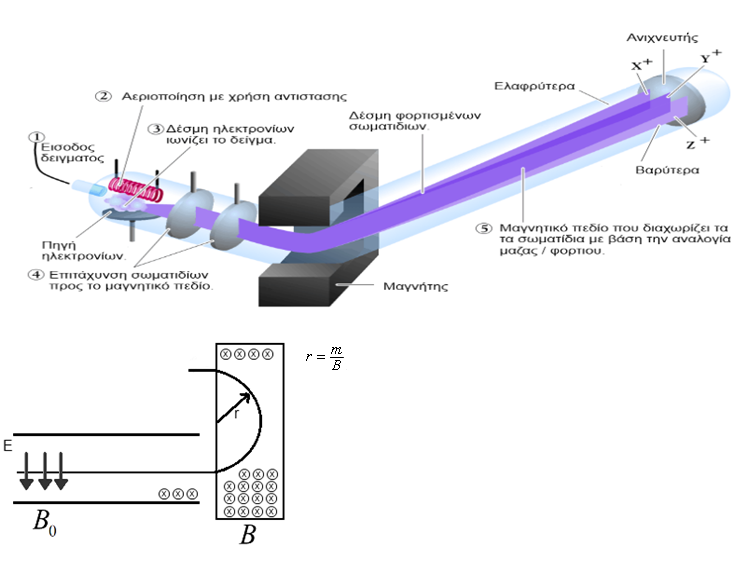 Ανιχνευτής
X+
Y+
Ελαφρύτερα
② Αεριοποίηση με χρήση αντιστασης
Δέσμη φορτισμένων
σωματιδιων.
③ Δέσμη ηλεκτρονίων
ιωνίζει το δείγμα.
①
Εισοδος
δειγματος
Z+
Βαρύτερα
⑤ Μαγνητικό πεδίο που διαχωρίζει τα
τα σωματίδια με βάση την αναλογία
μαζας / φορτιου.
Πηγή
ηλεκτρονίων.
④ Επιτάχυνση σωματιδίων
προς το μαγνητικό πεδίο.
Μαγνήτης
r = m/B
r
E
B₀
B